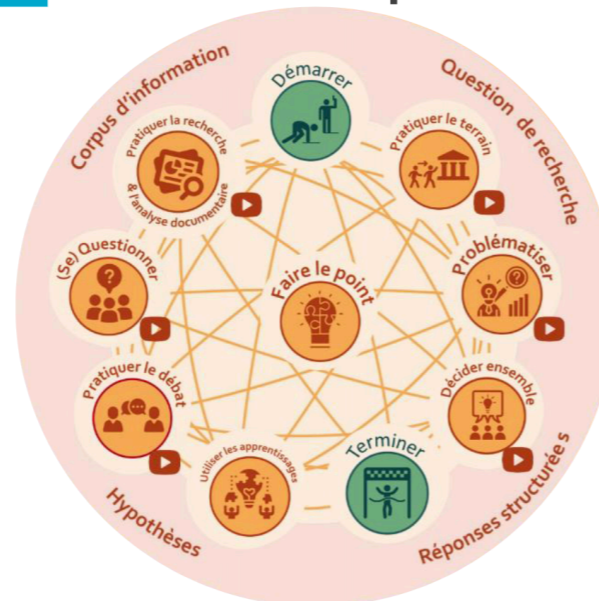 Corpus d'information
Question de recherche
Démarrer
Pratiquer la recherche
& l'analyse documentaire
Pratiquer le terrain
(Se) Questionner
?
Faire le point
Problématiser
?
Pratiquer le débat
Décider ensemble
Utiliser les apprentissages
Terminer
Hypothèses
Réponses structurée s